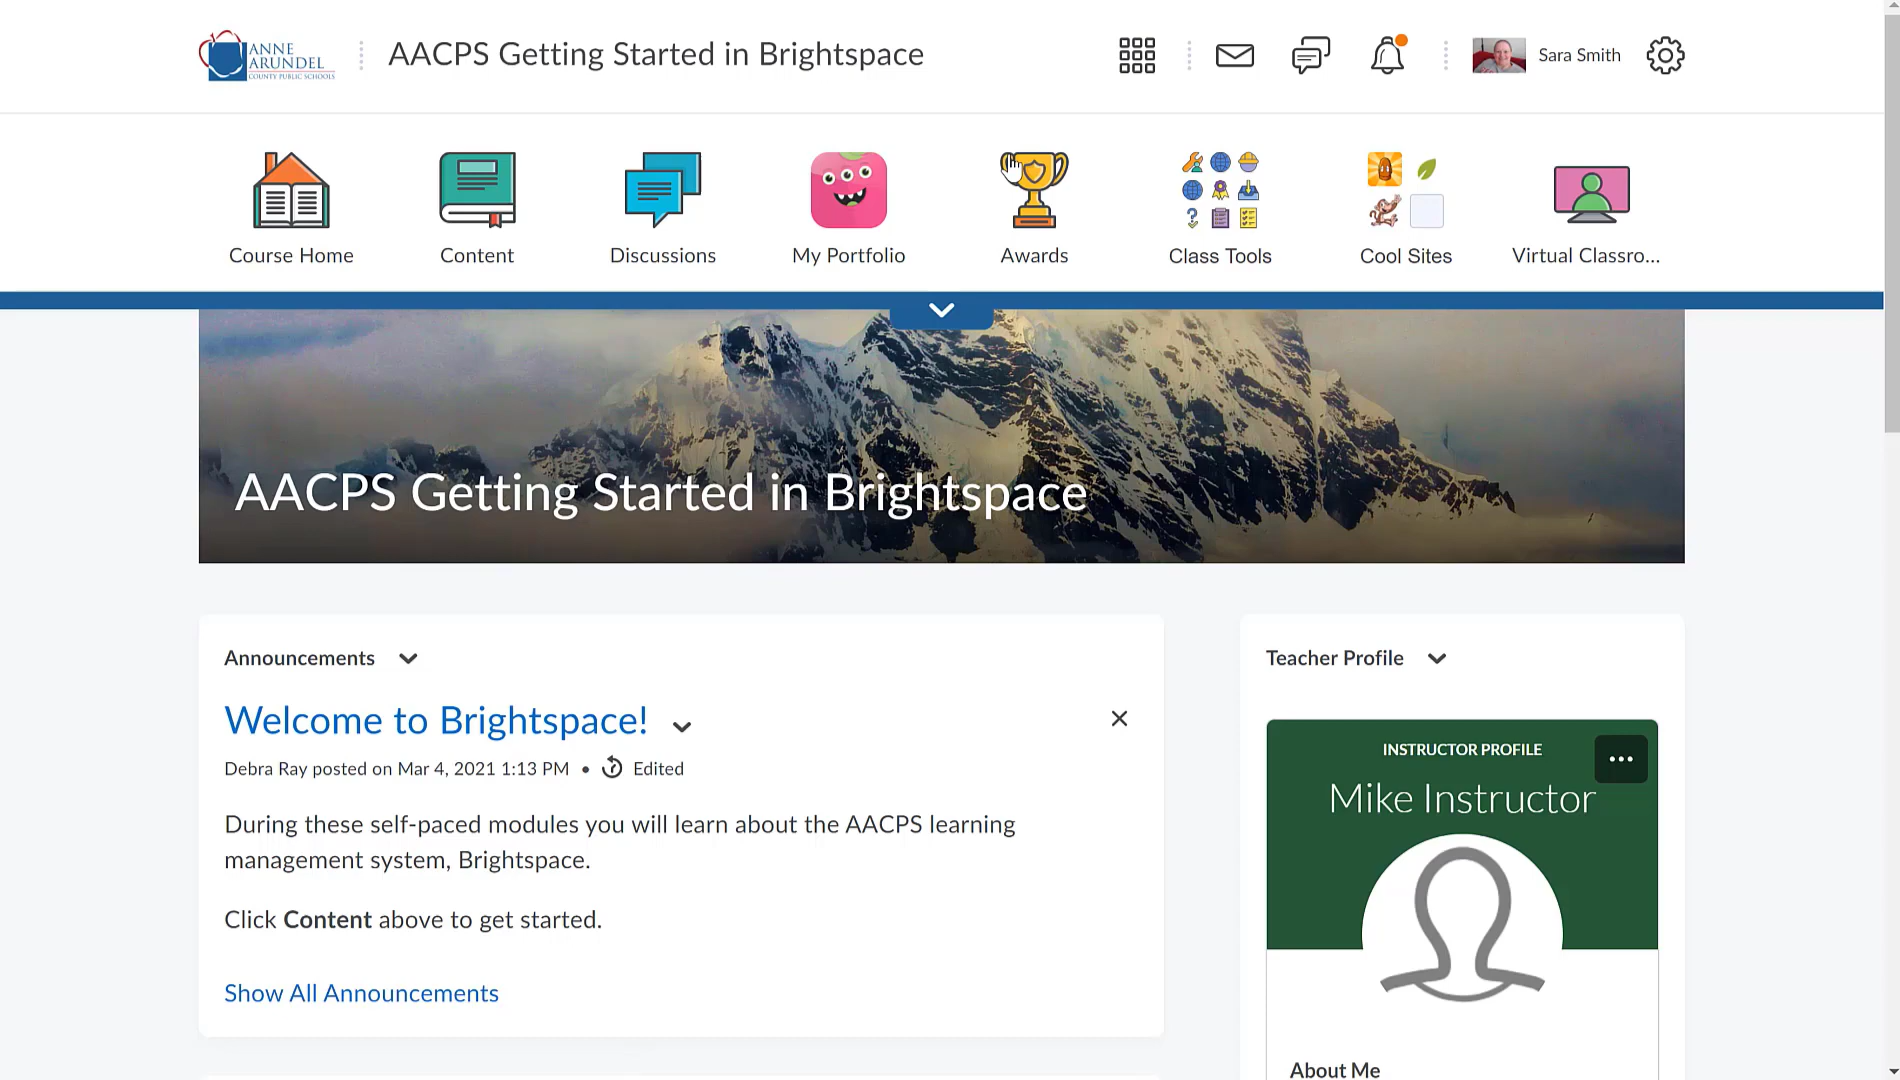 ANNE
ARUNDEL
COUNTY PUBLIC SCHOOLS
AACPS Getting Started in Brightspace
Sara Smith
Course Home
Content
Discussions
My Portfolio
Awards
Class Tools
Cool Sites
Virtual Classro...
AACPS Getting Started in Brightspace
Announcements
Welcome to Brightspace!
Debra Ray posted on Mar 4, 2021 1:13 PM • Edited
During these self-paced modules you will learn about the AACPS learning
management system, Brightspace.
Click Content above to get started.
Show All Announcements
Teacher Profile
INSTRUCTOR PROFILE
Mike Instructor
About Me